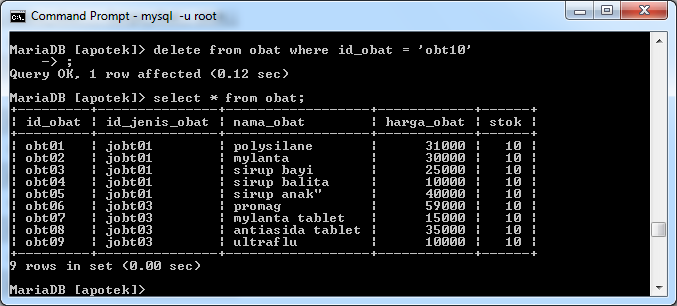 Command Prompt - mysql -u root
MariaDB [apotek]> delete from obat where id_obat = 'obt10'
    -> ;
Query OK, 1 row affected (0.12 sec)
MariaDB [apotek]> select * from obat;
+---------+---------------+------------------+------------+------+
| id_obat | id_jenis_obat | nama_obat        | harga_obat | stok |
+---------+---------------+------------------+------------+------+
| obt01   | jobt01        | polysilane       |      31000 |   10 |
| obt02   | jobt01        | mylanta          |      30000 |   10 |
| obt03   | jobt01        | sirup bayi       |      25000 |   10 |
| obt04   | jobt01        | sirup balita     |      10000 |   10 |
| obt05   | jobt01        | sirup anak"      |      40000 |   10 |
| obt06   | jobt03        | promag           |      59000 |   10 |
| obt07   | jobt03        | mylanta tablet   |      15000 |   10 |
| obt08   | jobt03        | antiasida tablet |      35000 |   10 |
| obt09   | jobt03        | ultraflu         |      10000 |   10 |
+---------+---------------+------------------+------------+------+
9 rows in set (0.00 sec)
MariaDB [apotek]>